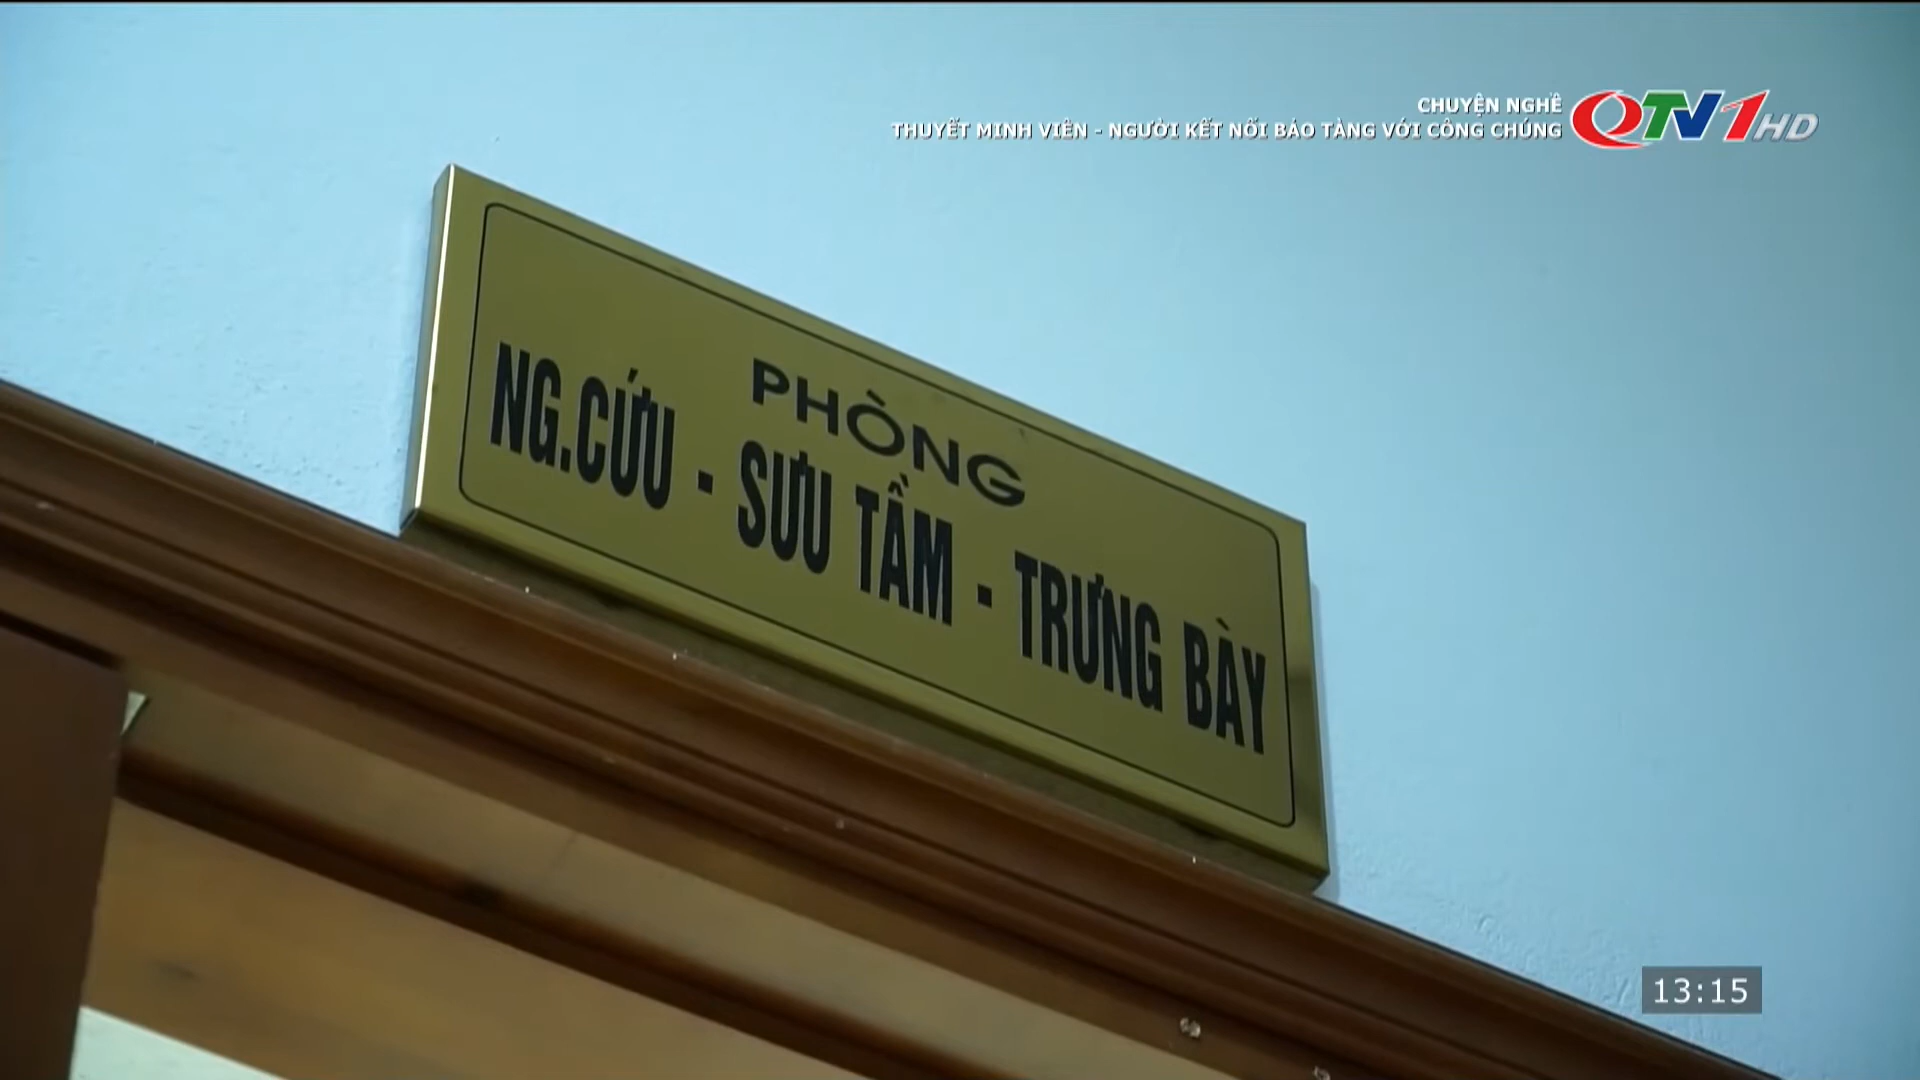 CHUYỆN NGHỀ
THUYẾT MINH VIÊN - NGƯỜI KẾT NỐI BẢO TÀNG VỚI CÔNG CHÚNG
QTV1HD
PHÒNG
NG.CỨU - SƯU TẦM - TRƯNG BÀY
13:15